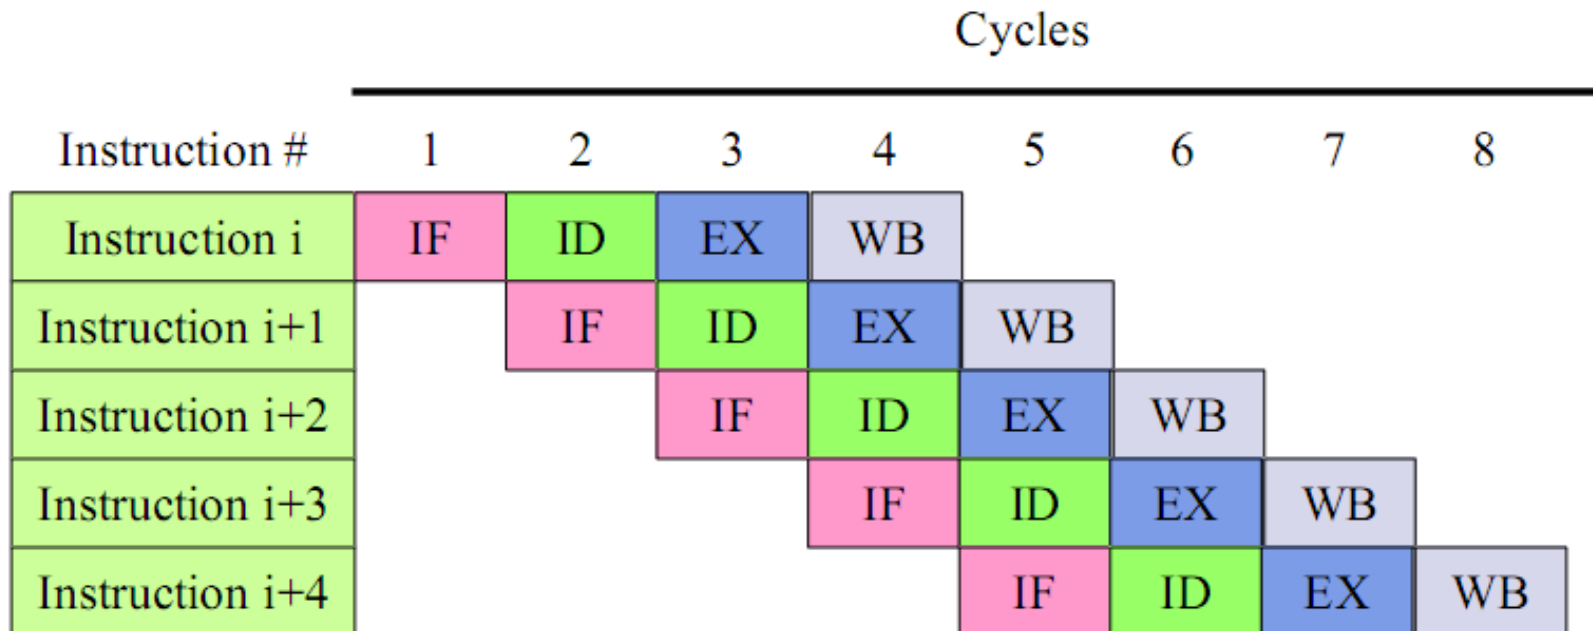 Cycles
Instruction # 1 2 3 4 5 6 7 8
Instruction i IF ID EX WB
Instruction i+1 IF ID EX WB
Instruction i+2 IF ID EX WB
Instruction i+3 IF ID EX WB
Instruction i+4 IF ID EX WB